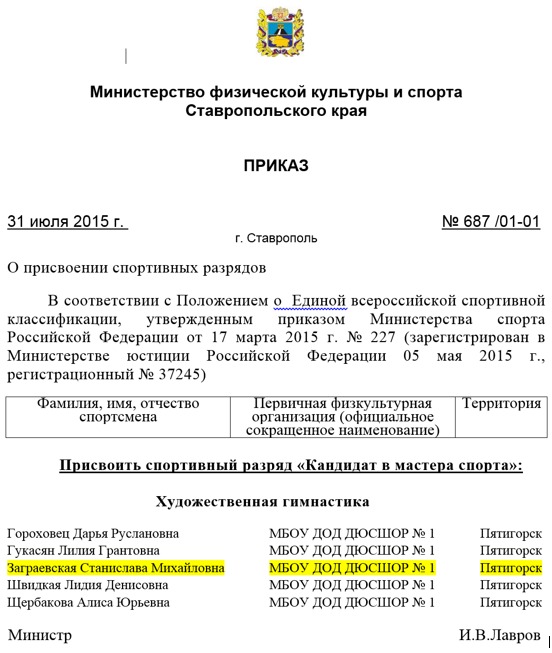 Министерство физической культуры и спорта
Ставропольского края
ПРИКАЗ
31 июля 2015 г. № 687 /01-01
г. Ставрополь
О присвоении спортивных разрядов
В соответствии с Положением о Единой всероссийской спортивной
классификации, утвержденным приказом Министерства спорта
Российской Федерации от 17 марта 2015 г. № 227 (зарегистрирован в
Министерстве юстиции Российской Федерации 05 мая 2015 г.,
регистрационный № 37245)
Фамилия, имя, отчество Первичная физкультурная Территория
спортсмена организация (официальное
сокращенное наименование)
Присвоить спортивный разряд «Кандидат в мастера спорта»:
Художественная гимнастика
Гороховец Дарья Руслановна МБОУ ДОД ДЮСШОР № 1 Пятигорск
Гукасян Лилия Грантовна МБОУ ДОД ДЮСШОР № 1 Пятигорск
Заграевская Станислава Михайловна МБОУ ДОД ДЮСШОР № 1 Пятигорск
Швидкая Лидия Денисовна МБОУ ДОД ДЮСШОР № 1 Пятигорск
Щербакова Алиса Юрьевна МБОУ ДОД ДЮСШОР № 1 Пятигорск
Министр И.В.Лавров